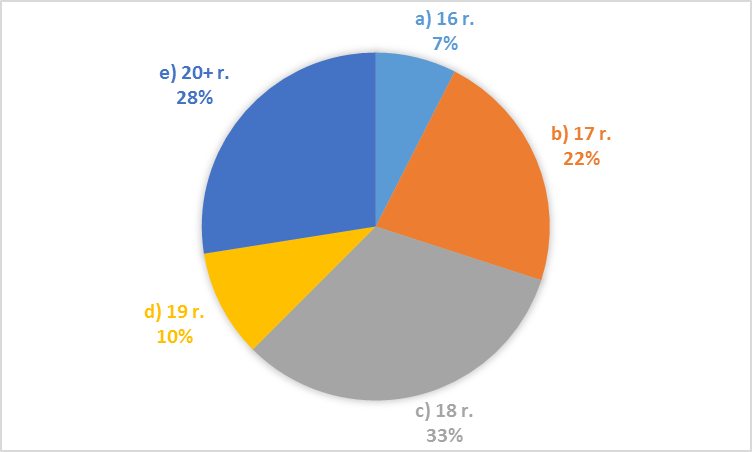 a) 16 r.
7%
b) 17 r.
22%
c) 18 r.
33%
d) 19 r.
10%
e) 20+ r.
28%